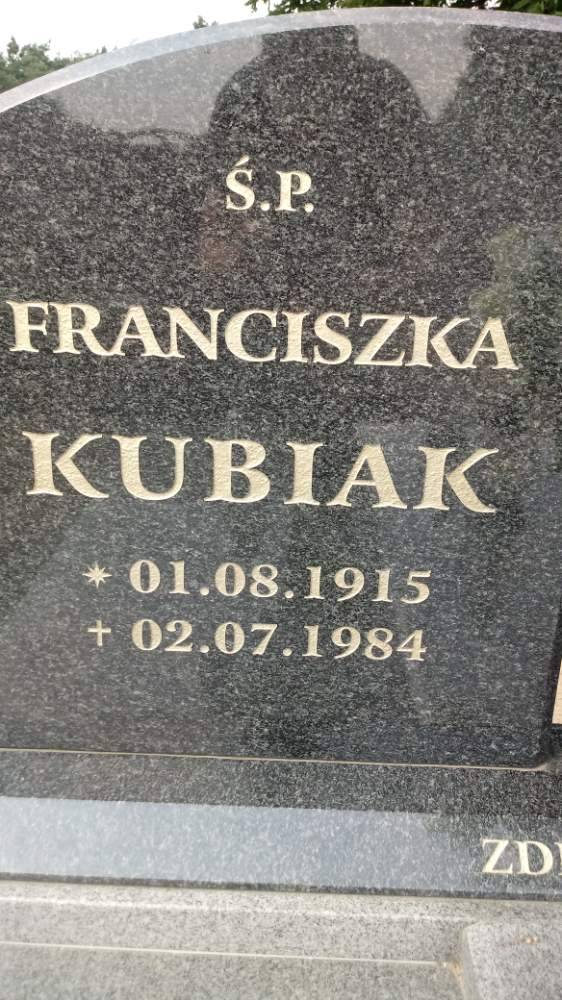 Ś.P.
FRANCISZKA
KUBIAK
* 01.08.1915
+ 02.07.1984